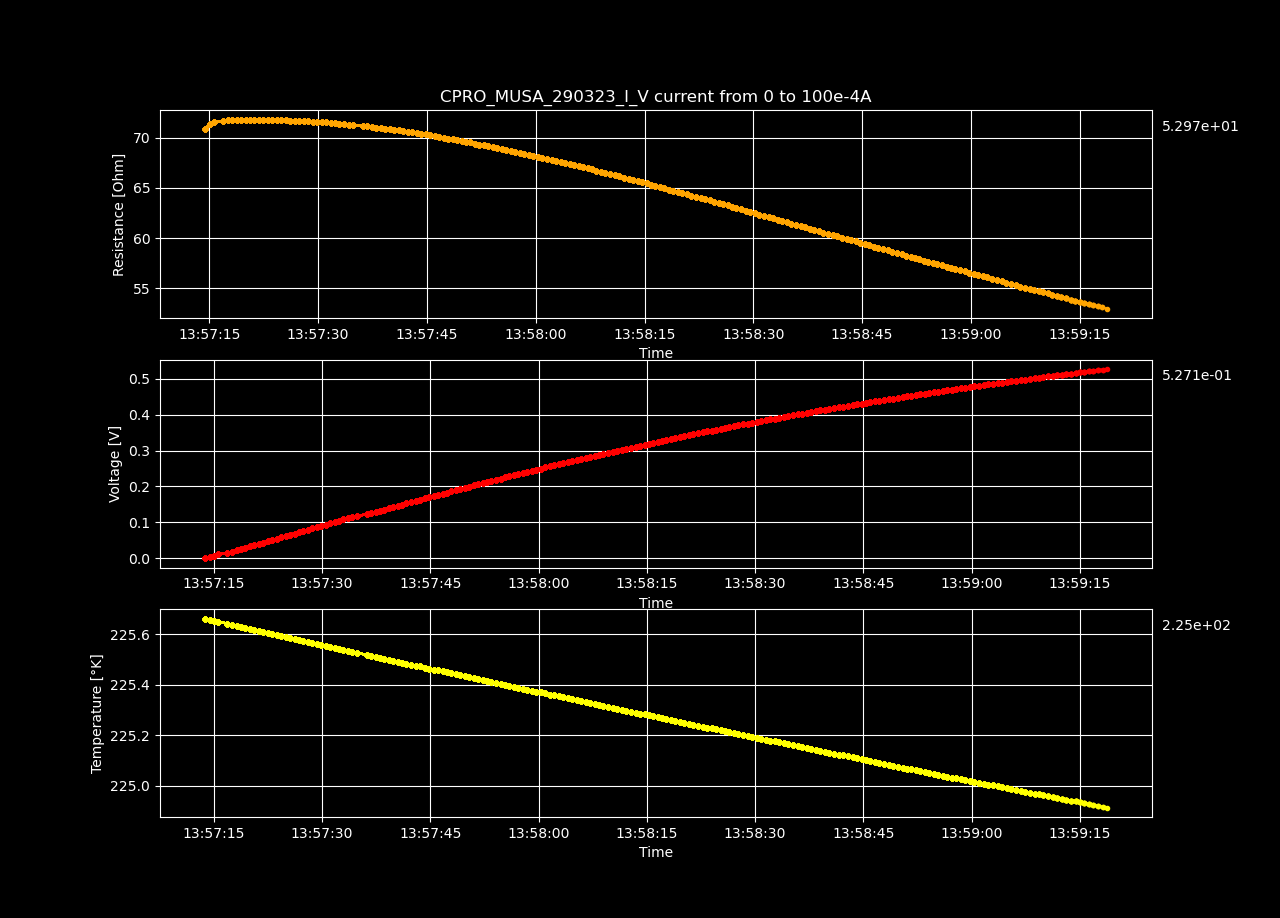 CPRO_MUSA_290323_I_V current from 0 to 100e-4A
5.297e+01
Resistance [Ohm]
70
65
60
55
13:57:15 13:57:30 13:57:45 13:58:00 13:58:15 13:58:30 13:58:45 13:59:00 13:59:15
Time
5.271e-01
Voltage [V]
0.5
0.4
0.3
0.2
0.1
0.0
13:57:15 13:57:30 13:57:45 13:58:00 13:58:15 13:58:30 13:58:45 13:59:00 13:59:15
Time
2.25e+02
Temperature [°K]
225.6
225.4
225.2
225.0
13:57:15 13:57:30 13:57:45 13:58:00 13:58:15 13:58:30 13:58:45 13:59:00 13:59:15
Time